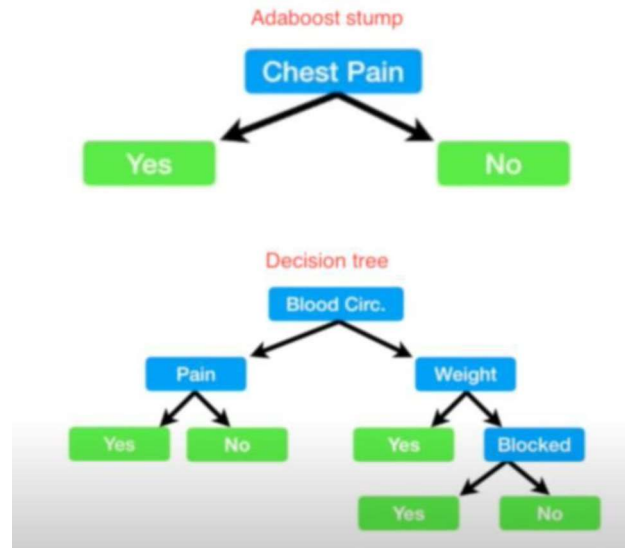 Adaboost stump
Chest Pain
Yes No
Decision tree
Blood Circ.
Pain Weight
Yes No Yes Blocked
Yes No